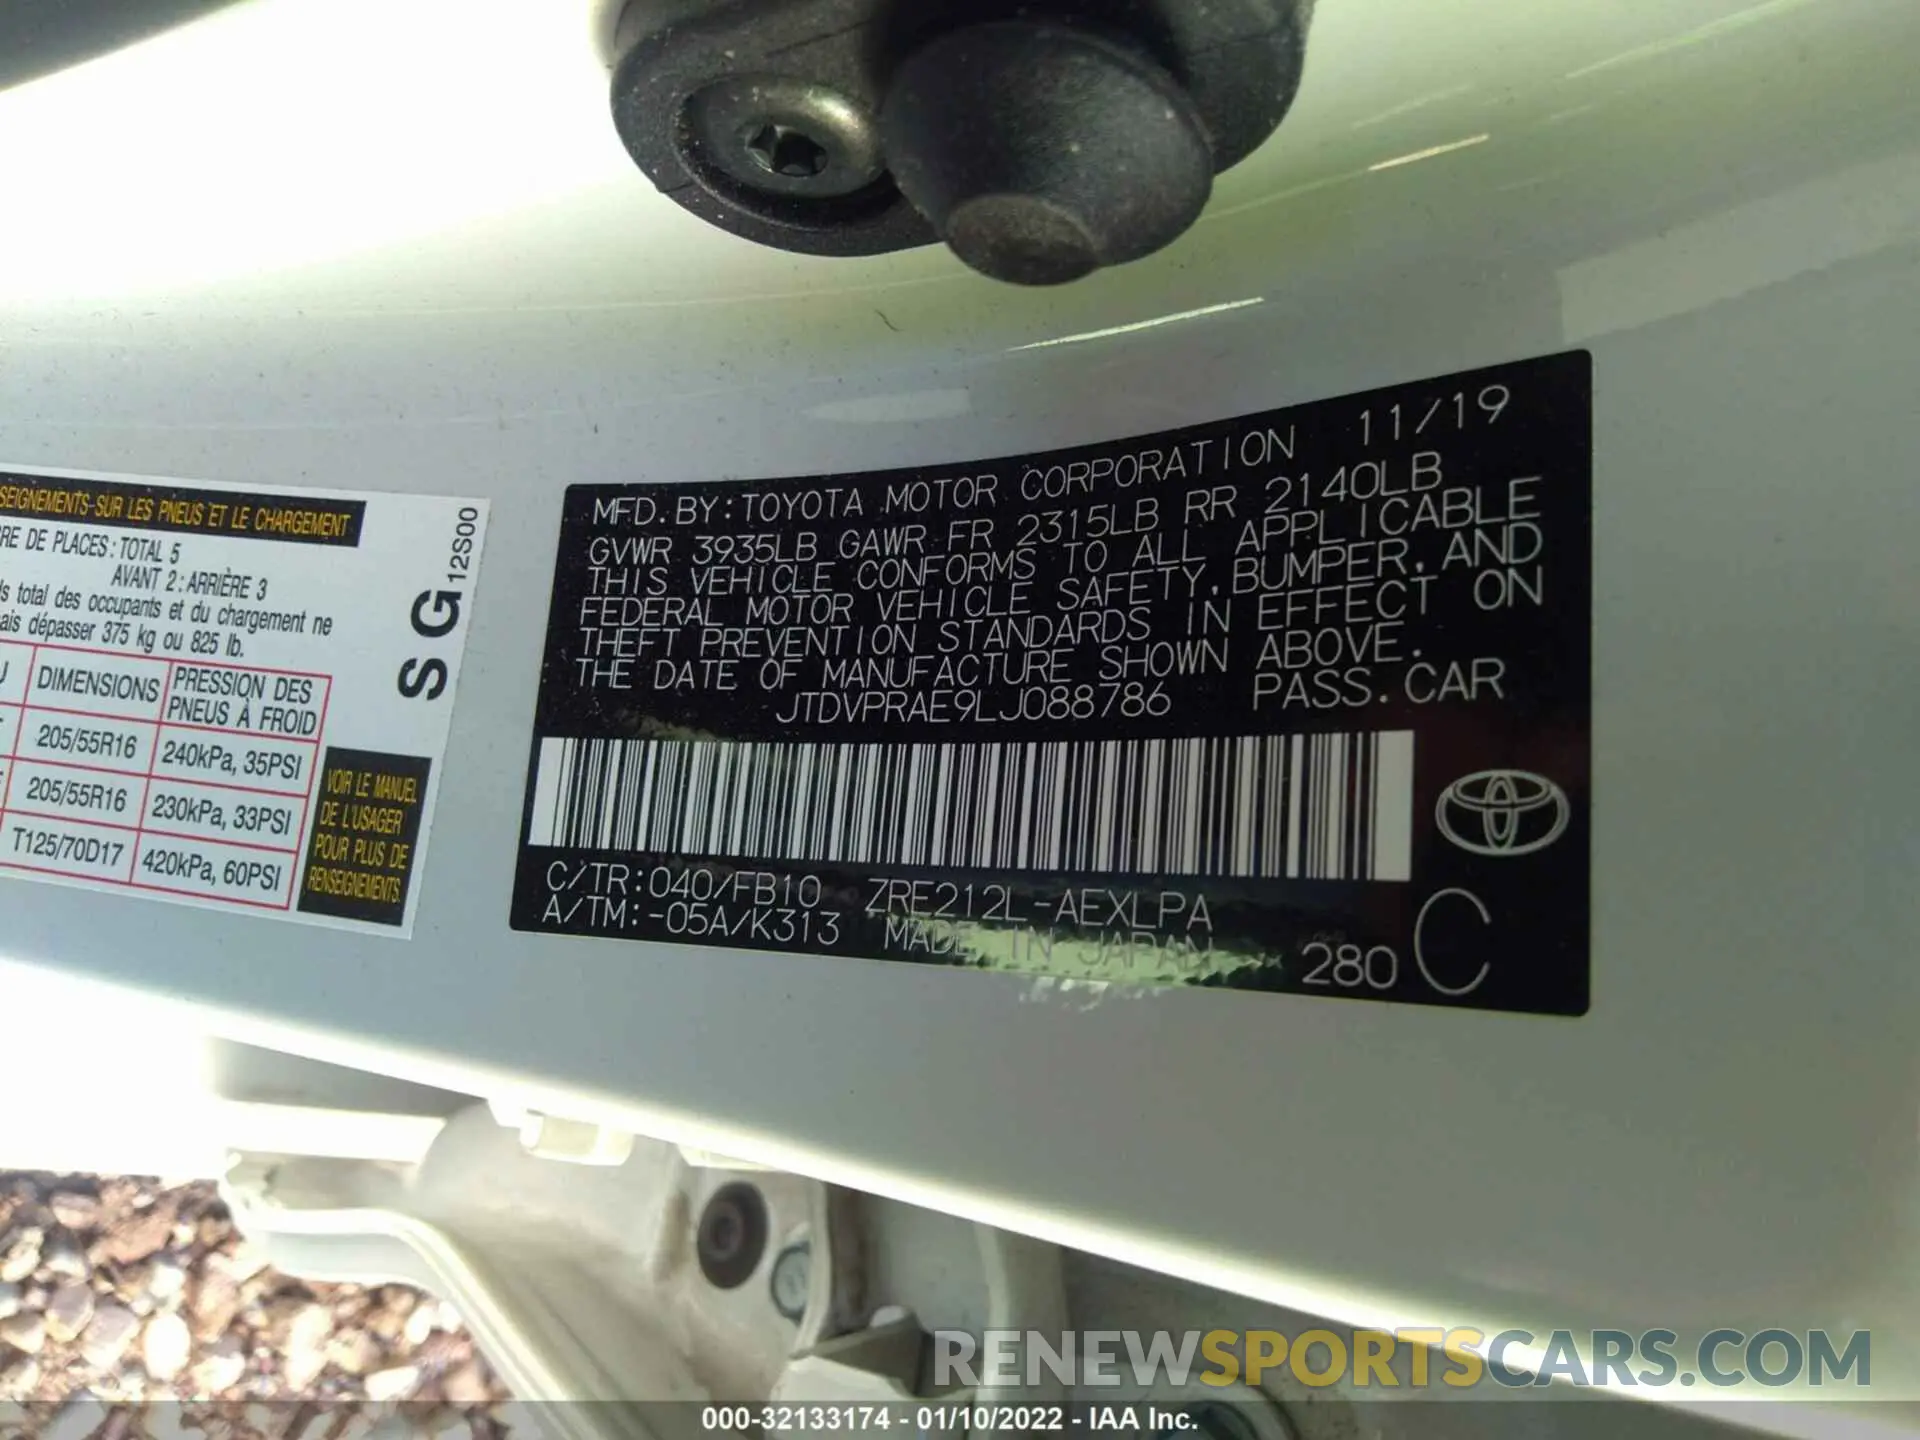 SEIGNEMENTS-SUR LES PNEUS ET LE CHARGEMENT
RE DE PLACES: TOTAL 5
AVANT 2: ARRIÈRE 3
total des occupants et du chargement ne
dépasser 375 kg ou 825 lb.
DIMENSIONS PRESSION DES PNEUS À FROID
205/55R16 240kPa, 35PSI
205/55R16 230kPa, 33PSI
T125/70D17 420kPa, 60PSI
VOIR LE MANUEL
DE L'USAGER
POUR PLUS DE
RENSEIGNEMENTS.
SG12S00
MFD. BY: TOYOTA MOTOR CORPORATION 11/19
GVWR 3935LB GAWR FR 2315LB RR 2140LB
THIS VEHICLE CONFORMS TO ALL APPLICABLE
FEDERAL MOTOR VEHICLE SAFETY, BUMPER, AND
THEFT PREVENTION STANDARDS IN EFFECT ON
THE DATE OF MANUFACTURE SHOWN ABOVE.
JTDVPRAE9LJ088786 PASS. CAR
C/TR: 040/FB10 ZRE212L-AEXLPA
A/TM: -05A/K313 MADE IN JAPAN 280 C
RENEWSPORTSCARS.COM
000-32133174 - 01/10/2022 - IAA Inc.